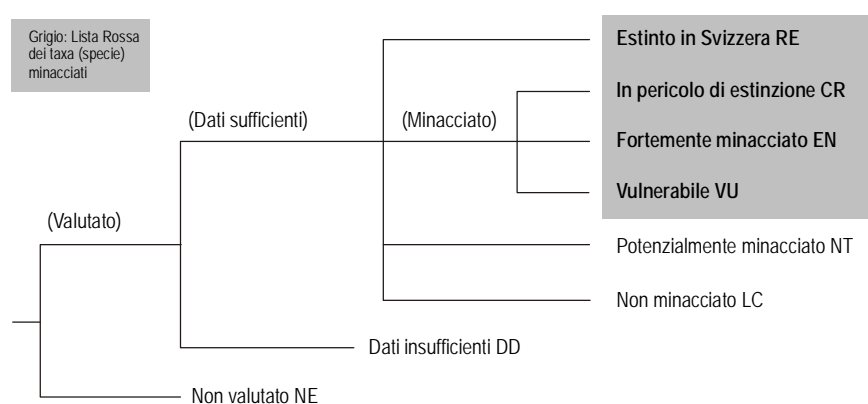 Grigio: Lista Rossa
dei taxa (specie)
minacciati
Estinto in Svizzera RE
In pericolo di estinzione CR
(Dati sufficienti)
(Minacciato)
Fortemente minacciato EN
Vulnerabile VU
(Valutato)
Potenzialmente minacciato NT
Non minacciato LC
Dati insufficienti DD
Non valutato NE